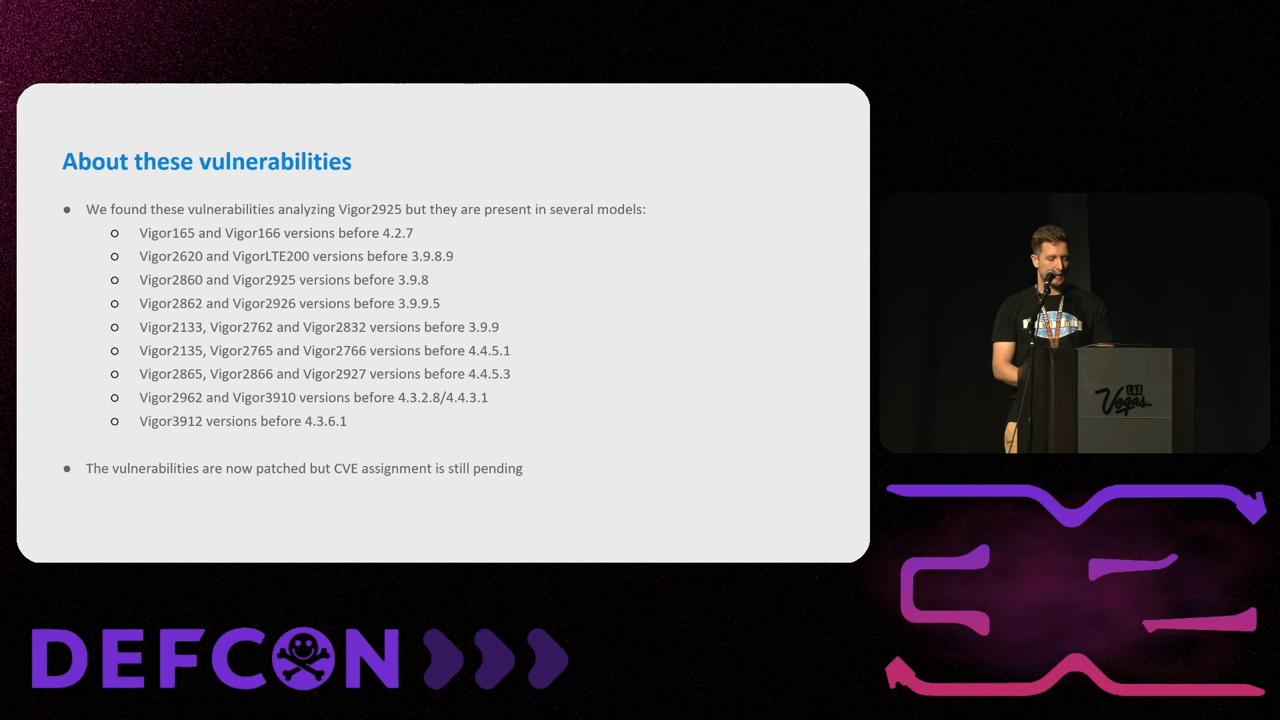 About these vulnerabilities
● We found these vulnerabilities analyzing Vigor2925 but they are present in several models:
○ Vigor165 and Vigor166 versions before 4.2.7
○ Vigor2620 and VigorLTE200 versions before 3.9.8.9
○ Vigor2860 and Vigor2925 versions before 3.9.8
○ Vigor2862 and Vigor2926 versions before 3.9.9.5
○ Vigor2133, Vigor2762 and Vigor2832 versions before 3.9.9
○ Vigor2135, Vigor2765 and Vigor2766 versions before 4.4.5.1
○ Vigor2865, Vigor2866 and Vigor2927 versions before 4.4.5.3
○ Vigor2962 and Vigor3910 versions before 4.3.2.8/4.4.3.1
○ Vigor3912 versions before 4.3.6.1
● The vulnerabilities are now patched but CVE assignment is still pending
Vegas
DEFCON